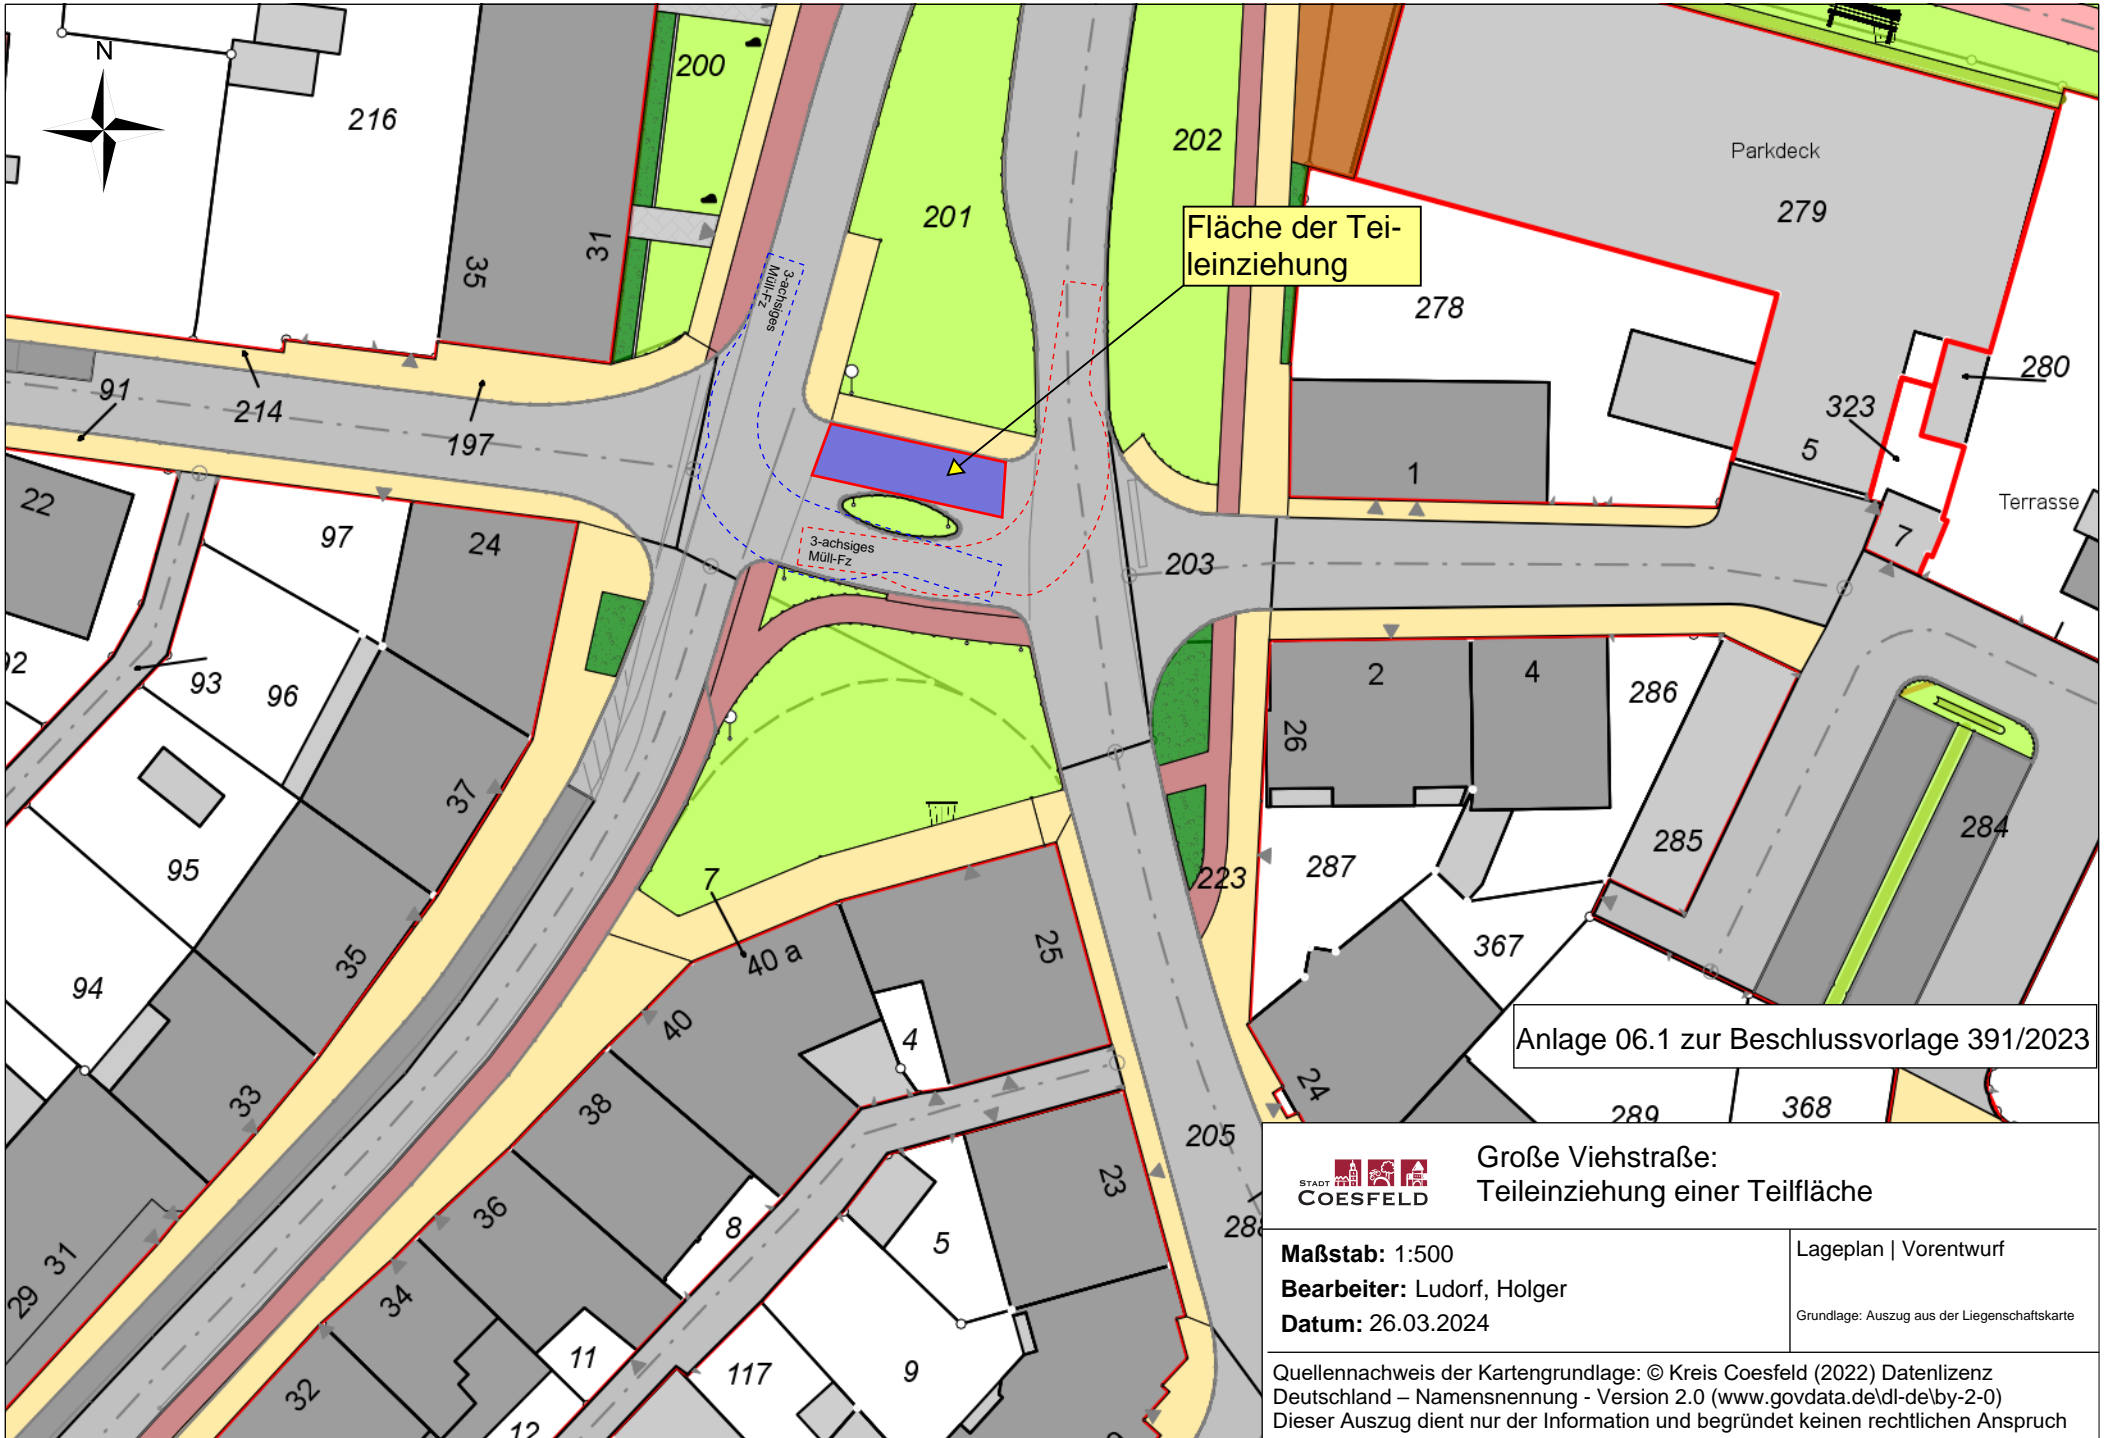 N
200
216
202
201
35
31
Parkdeck
279
Fläche der Tei-
leinziehung
278
3-achsiges
Müll-Fz
280
323
5
91
214
197
1
Terrasse
7
22
97
24
3-achsiges
Müll-Fz
203
93
96
2
4
286
26
37
95
285
284
7
287
223
35
40 a
25
367
94
40
4
Anlage 06.1 zur Beschlussvorlage 391/2023
33
38
24
289
368
205
23
36
8
5
31
29
34
11
117
9
32
12
STADT
COESFELD
Große Viehstraße:
Teileinziehung einer Teilfläche
Maßstab: 1:500
Bearbeiter: Ludorf, Holger
Datum: 26.03.2024
Lageplan | Vorentwurf
Grundlage: Auszug aus der Liegenschaftskarte
Quellennachweis der Kartengrundlage: © Kreis Coesfeld (2022) Datenlizenz
Deutschland – Namensnennung - Version 2.0 (www.govdata.de\dl-de\by-2-0)
Dieser Auszug dient nur der Information und begründet keinen rechtlichen Anspruch